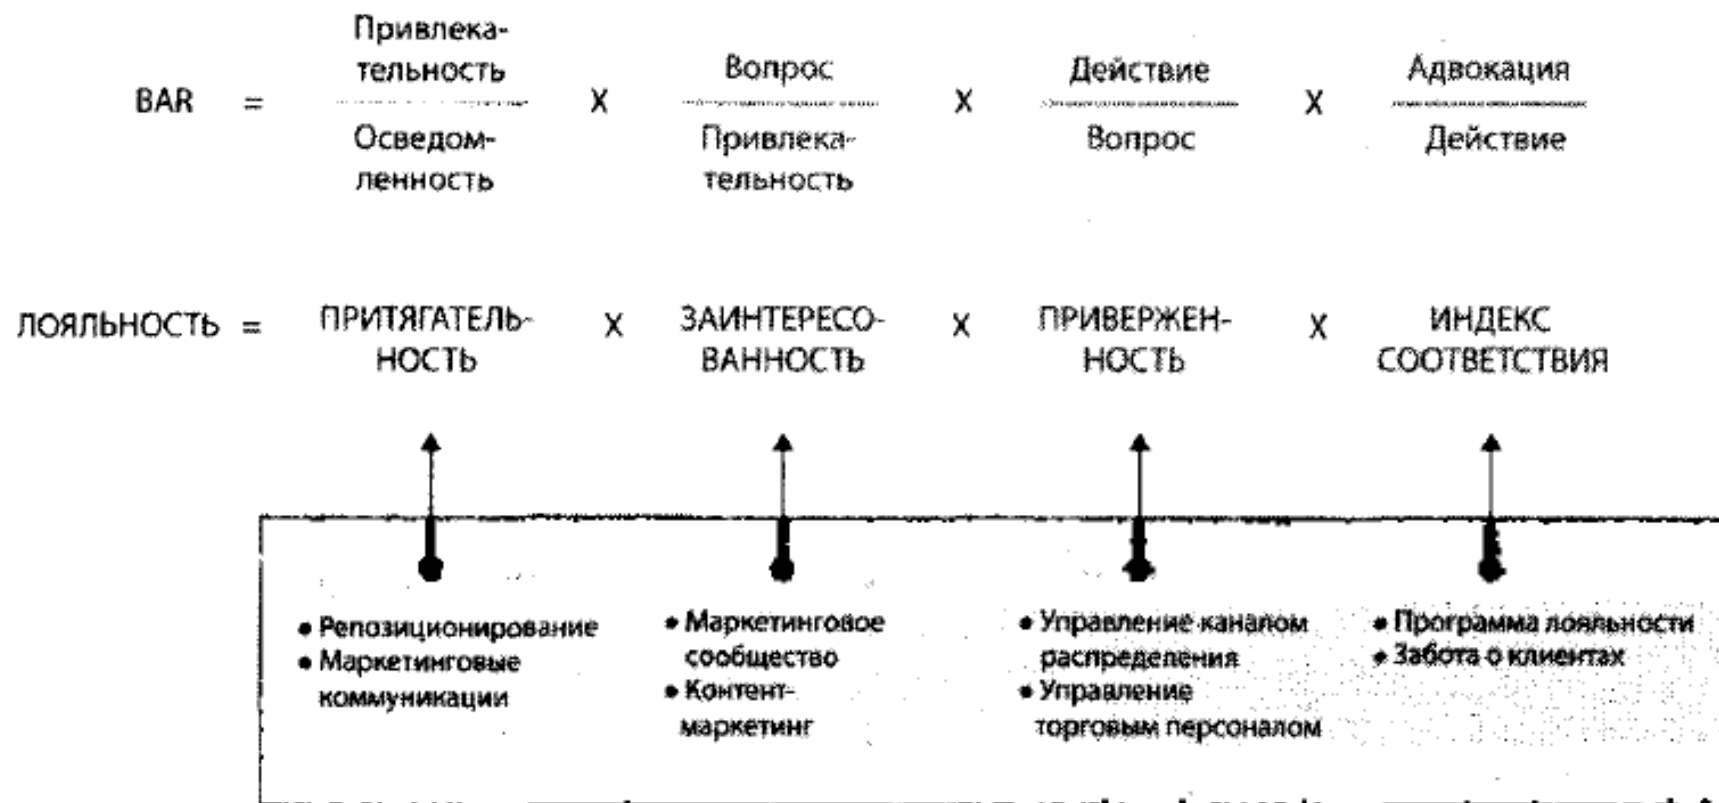 Привлека-
тельность
Вопрос
Действие
Адвокация
BAR = X X X
Осведом-
ленность
Привлека-
тельность
Вопрос
Действие
ЛОЯЛЬНОСТЬ = ПРИТЯГАТЕЛЬ-
НОСТЬ
X ЗАИНТЕРЕСО-
ВАННОСТЬ
X ПРИВЕРЖЕН-
НОСТЬ
X ИНДЕКС
СООТВЕТСТВИЯ
• Репозиционирование
• Маркетинговые
коммуникации
• Маркетинговое
сообщество
• Контент-
маркетинг
• Управление каналом
распределения
• Управление
торговым персоналом
• Программа лояльности
• Забота о клиентах